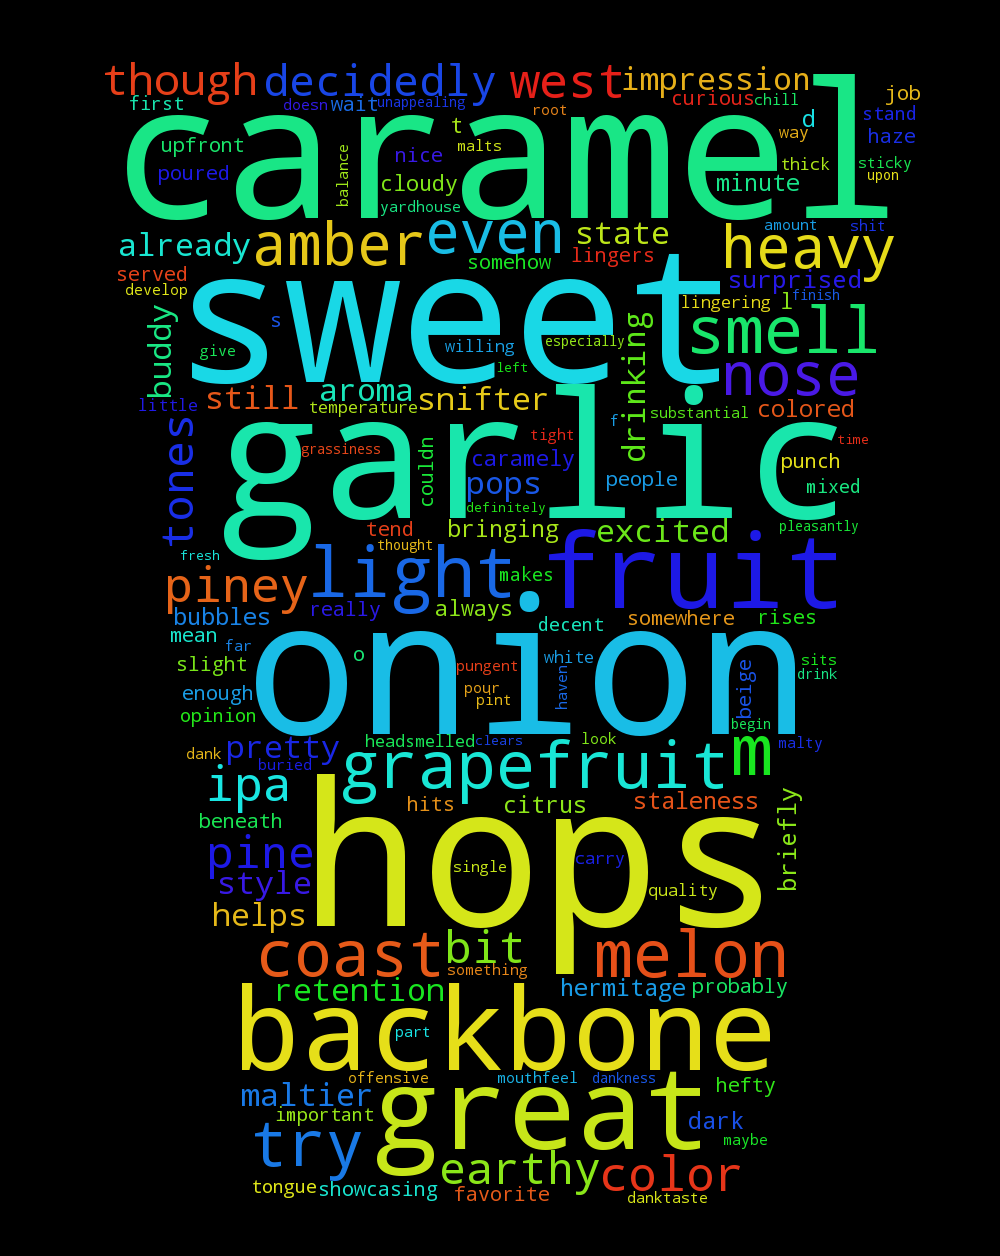 though decidedly west impression
first doesn wait unappealing root curious chill job
caramel
upfront t d stand
poured balance nice malts way haze
cloudy minute thick sticky
yardhouse upon
already amber even state heavy amount shit
served somehow lingers surprised
develop lingering l finish
sweet
buddy s willing especially drinking smell
give left
little still aroma snifter nose
temperature substantial colored
garlic
tones grassiness couldn tight f time
caramely punch
pops people mixed
definitely
tend bringing excited pleasantly
fresh thought
piney light fruit
makes
bubbles really always somewhere rises
mean decent
onion
far o white sits
slight pungent drink
enough pour haven beige
opinion pint begin
dank pretty headsmelled clears look m malty
buried
ipa grapefruit
hits citrus staleness
beneath briefly
hops
pine single carry
style quality
helps
coast bit melon
something
retention hermitage probably
backbone
part
offensive mouthfeel dankness hefty
maltier great
important dark
try maybe
earthy color
tongue showcasing favorite danktaste